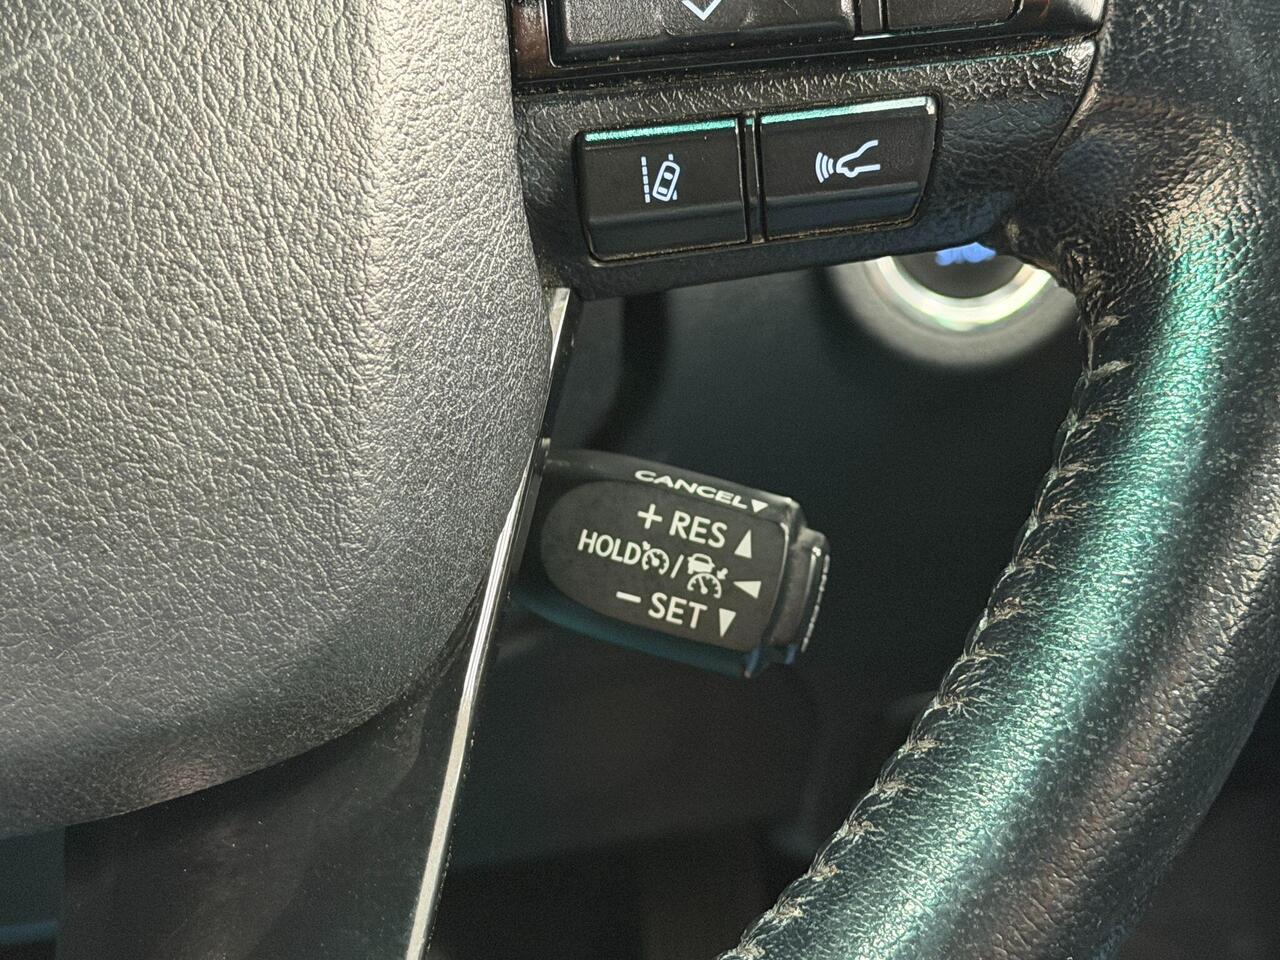 CANCEL▼
+ RES ▲
HOLD / ◀
− SET ▼